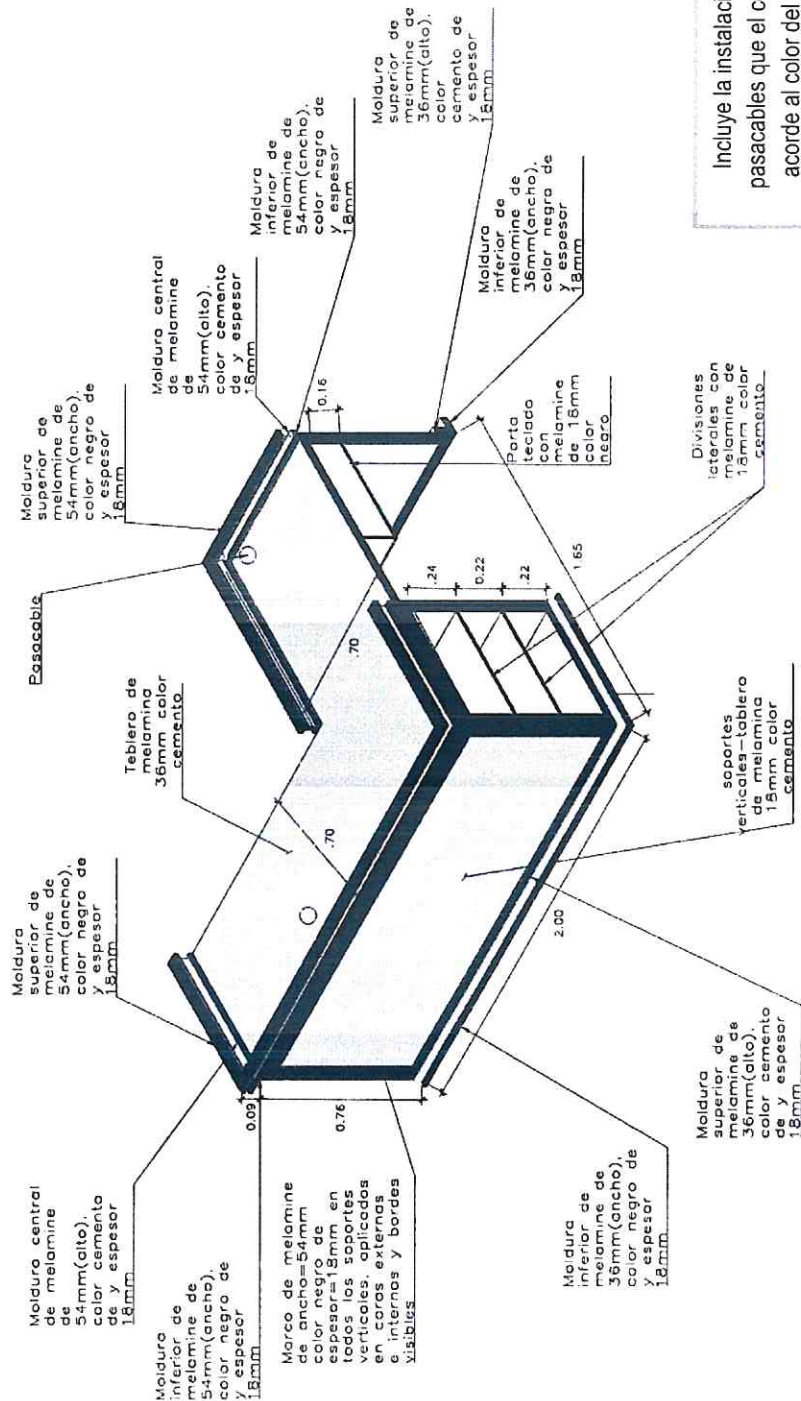 Moldura central
de melamine
de
54mm(alto).
color cemento
de y espesor
18mm
Moldura
superior de
melamine de
54mm(ancho).
color negro de
y espesor
18mm
Moldura
inferior de
melamine de
54mm(ancho).
color negro de
y espesor
18mm
Marco de melamine
de ancho=54mm
color negro de
espesor=18mm en
todos los soportes
verticales, aplicados
en caras externas
e internas y bordes
visibles
Moldura
inferior de
melamine de
36mm(ancho).
color negro de
y espesor
18mm
Moldura
superior de
melamine de
36mm(alto).
color cemento
de y espesor
18mm
0.09
0.76
2.00
Teblero de
melamina
36mm color
cemento
.70
.70
soportes
verticales-tablero
de melamina
18mm color
cemento
Pasacable
Moldura
superior de
melamine de
54mm(ancho).
color negro de
y espesor
18mm
Moldura central
de melamine
de
54mm(alto).
color cemento
de y espesor
18mm
Moldura
inferior de
melamine de
54mm(ancho).
color negro de
y espesor
18mm
Moldura
superior de
melamine de
36mm(alto).
color
cemento de
y espesor
18mm
Moldura
inferior de
melamine de
36mm(ancho).
color negro de
y espesor
18mm
0.16
Porta
teclado
con
melamine
de 18mm
color
negro
.24
0.22
.22
1.65
Divisiones
laterales con
melamine de
18mm color
cemento
Incluye la instalaci
pasacables que el c
acorde al color del